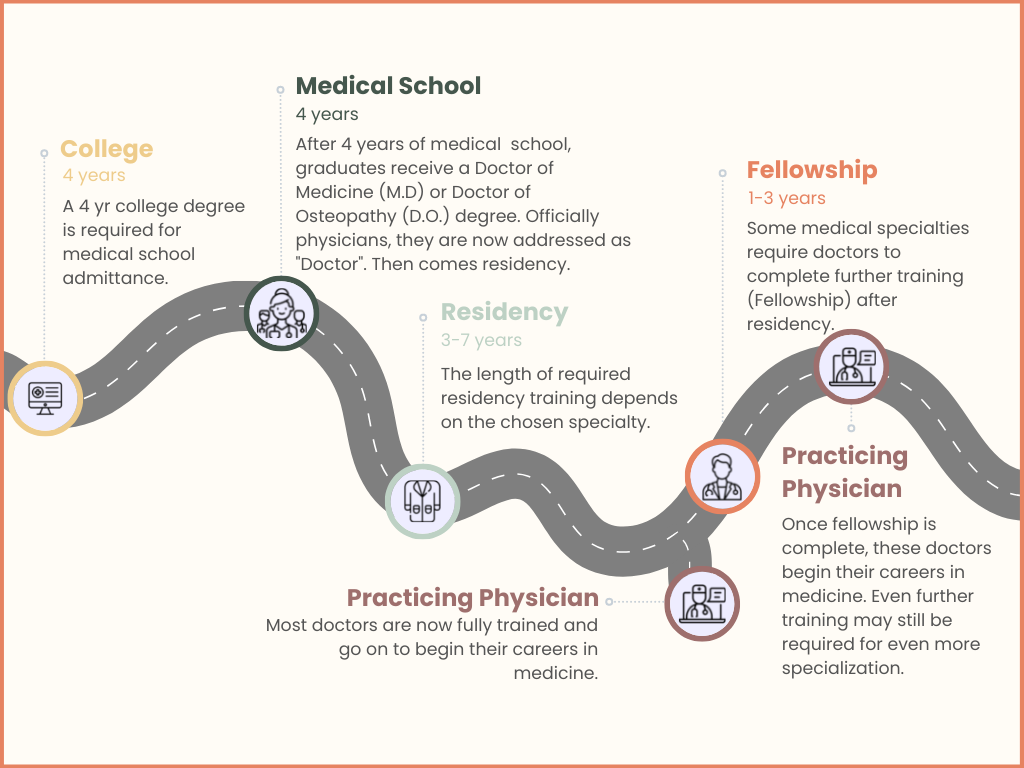 Medical School
4 years
After 4 years of medical  school,
graduates receive a Doctor of
Medicine (M.D) or Doctor of
Osteopathy (D.O.) degree. Officially
physicians, they are now addressed as
"Doctor". Then comes residency.
College
4 years
A 4 yr college degree
is required for
medical school
admittance.
Fellowship
1-3 years
Some medical specialties
require doctors to
complete further training
(Fellowship) after
residency.
Residency
3-7 years
The length of required
residency training depends
on the chosen specialty.
Practicing
Physician
Once fellowship is
complete, these doctors
begin their careers in
medicine. Even further
training may still be
required for even more
specialization.
Practicing Physician
Most doctors are now fully trained and
go on to begin their careers in
medicine.